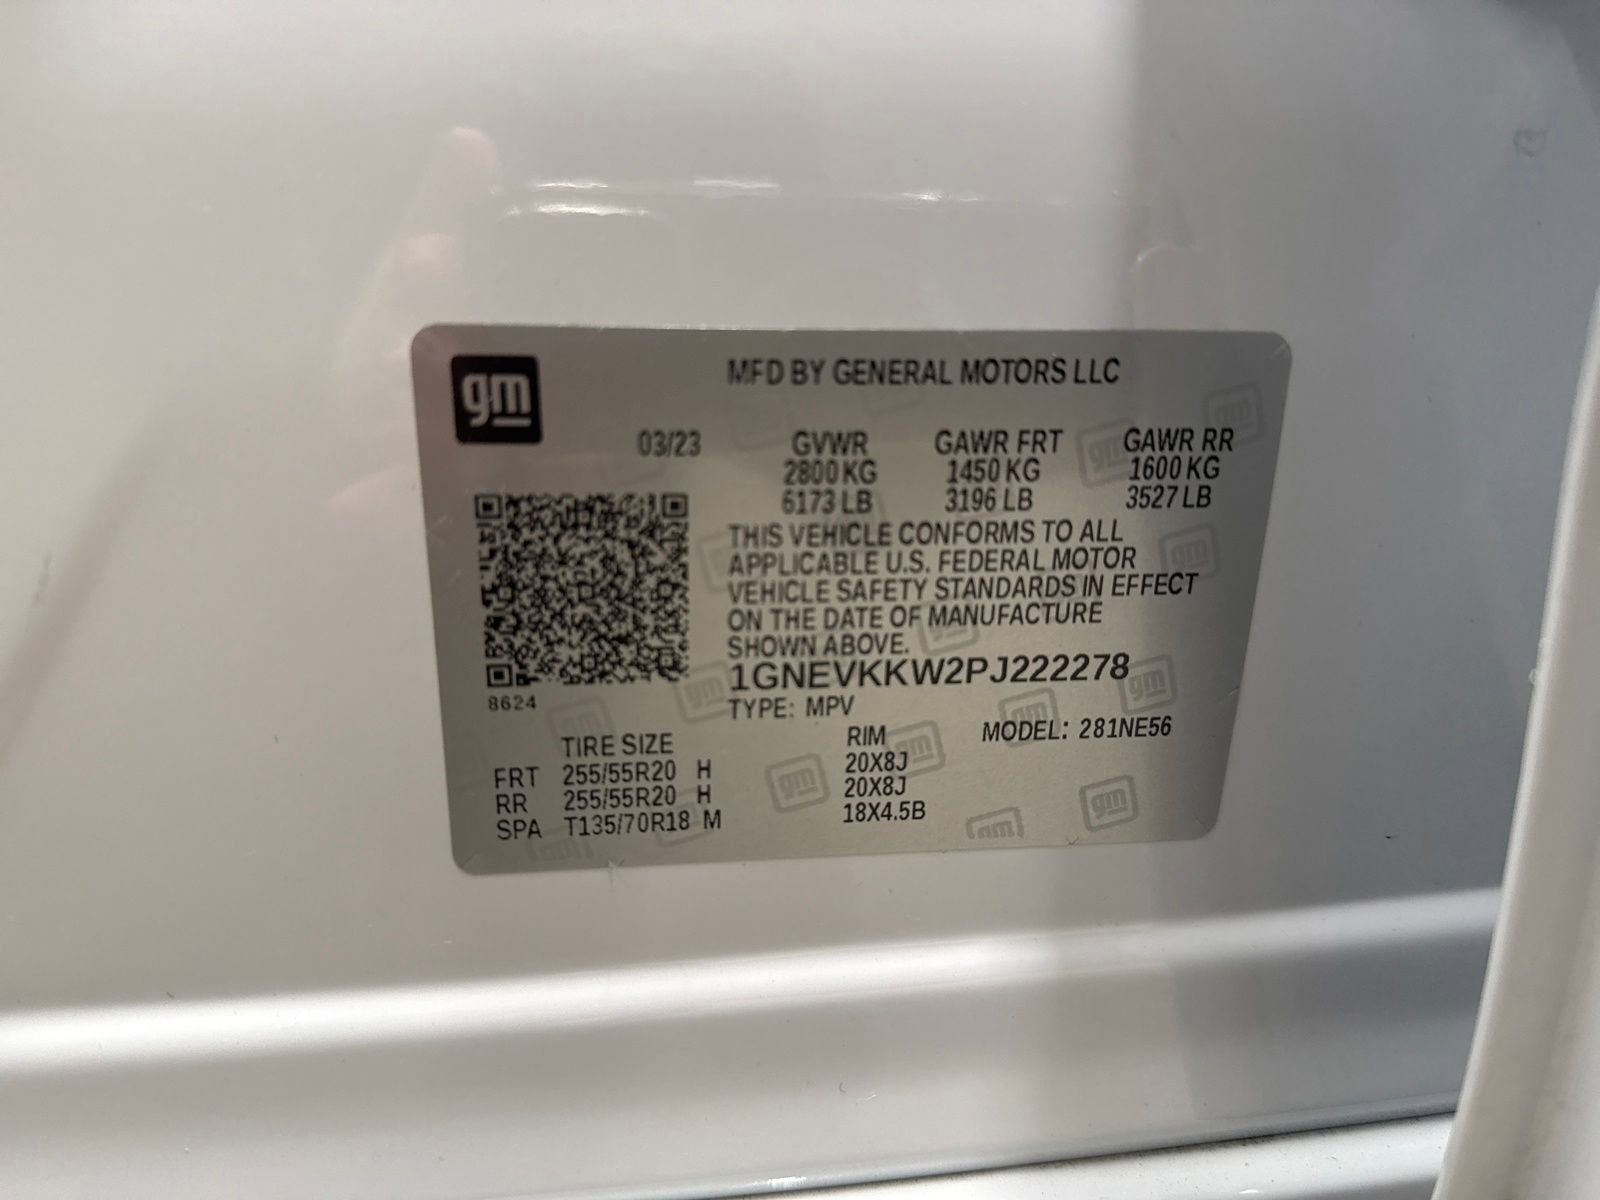 gm
MFD BY GENERAL MOTORS LLC
03/23 GVWR GAWR FRT GAWR RR
2800 KG 1450 KG 1600 KG
6173 LB 3196 LB 3527 LB
THIS VEHICLE CONFORMS TO ALL
APPLICABLE U.S. FEDERAL MOTOR
VEHICLE SAFETY STANDARDS IN EFFECT
ON THE DATE OF MANUFACTURE
SHOWN ABOVE.
1GNEVKKW2PJ222278
8624
TYPE: MPV
MODEL: 281NE56
TIRE SIZE RIM
FRT 255/55R20 H 20X8J
RR 255/55R20 H 20X8J
SPA T135/70R18 M 18X4.5B